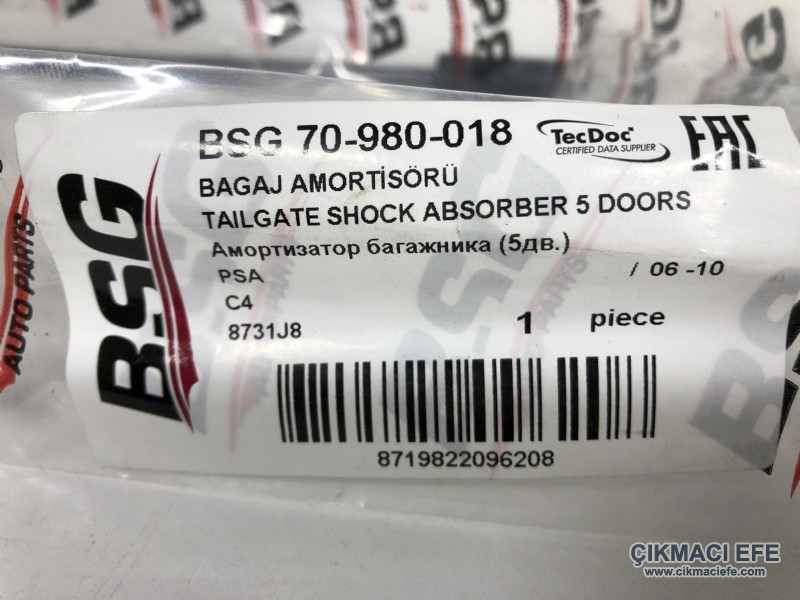 BSG 70-980-018
TecDoc
CERTIFIED DATA SUPPLIER
EAC
BAGAJ AMORTİSÖRÜ
TAILGATE SHOCK ABSORBER 5 DOORS
Амортизатор багажника (5дв.)
PSA / 06 -10
C4
8731J8 1 piece
8719822096208
BSG
AUTO PARTS
ÇIKMACI EFE
www.cikmaciefe.com